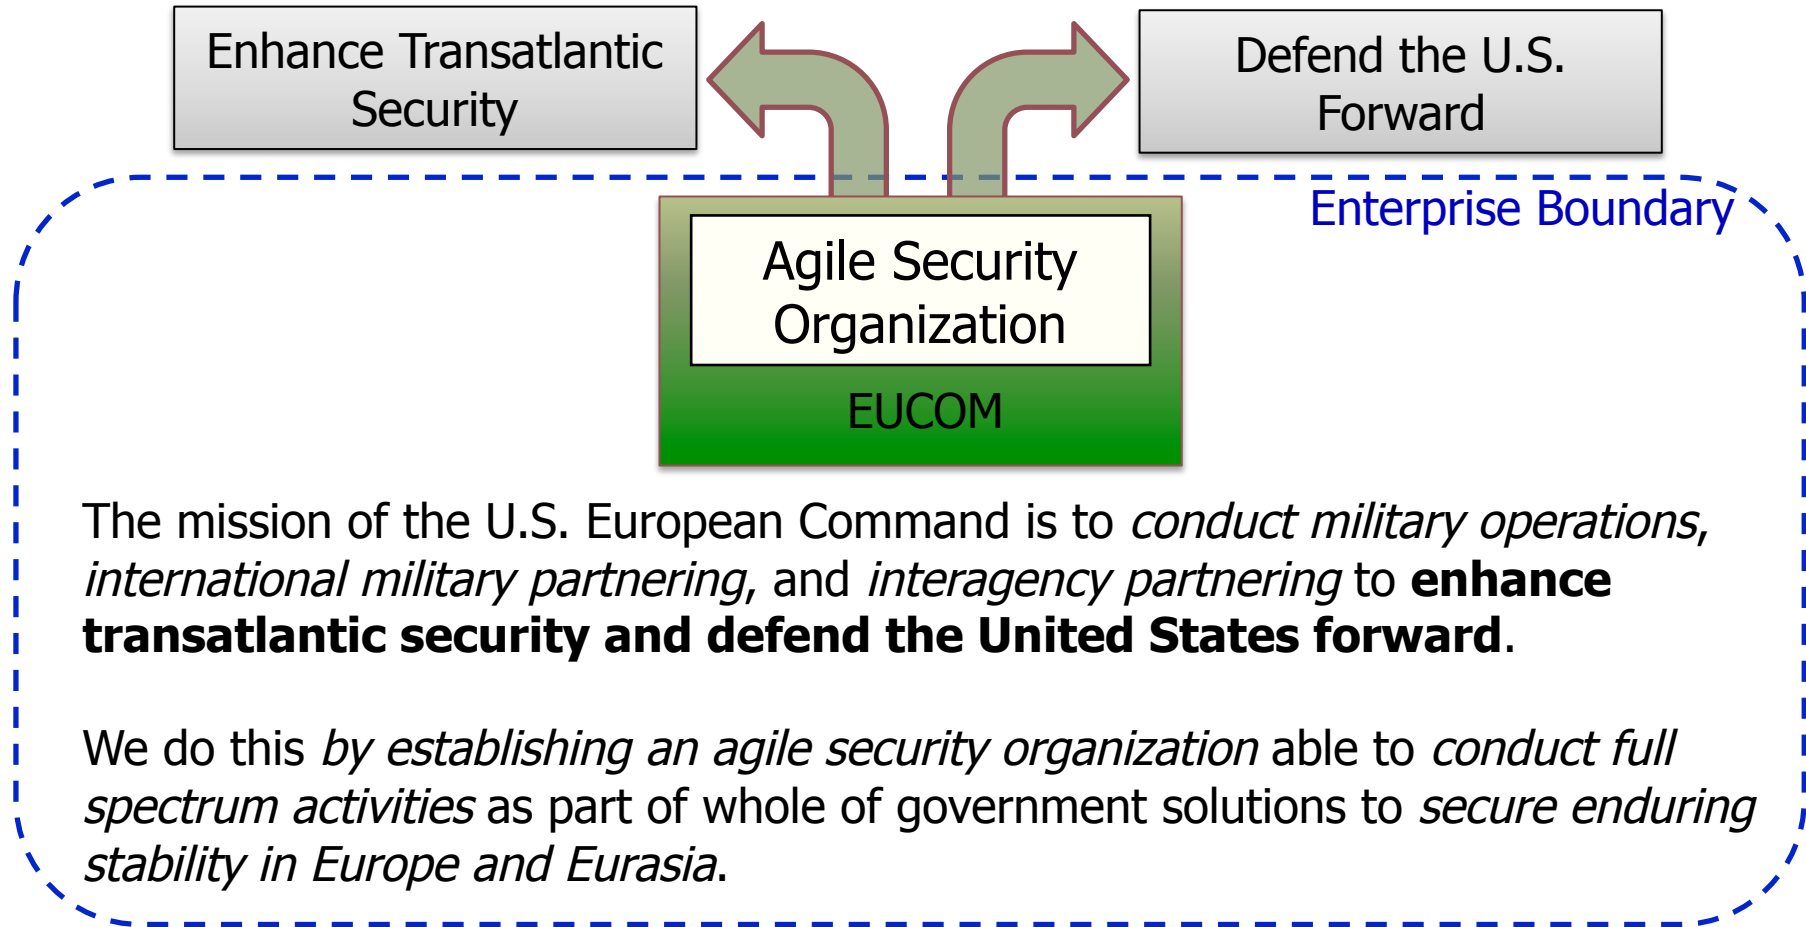 Enhance Transatlantic
Security
Defend the U.S.
Forward
Enterprise Boundary
Agile Security
Organization
EUCOM
The mission of the U.S. European Command is to conduct military operations,
international military partnering, and interagency partnering to enhance
transatlantic security and defend the United States forward.
We do this by establishing an agile security organization able to conduct full
spectrum activities as part of whole of government solutions to secure enduring
stability in Europe and Eurasia.